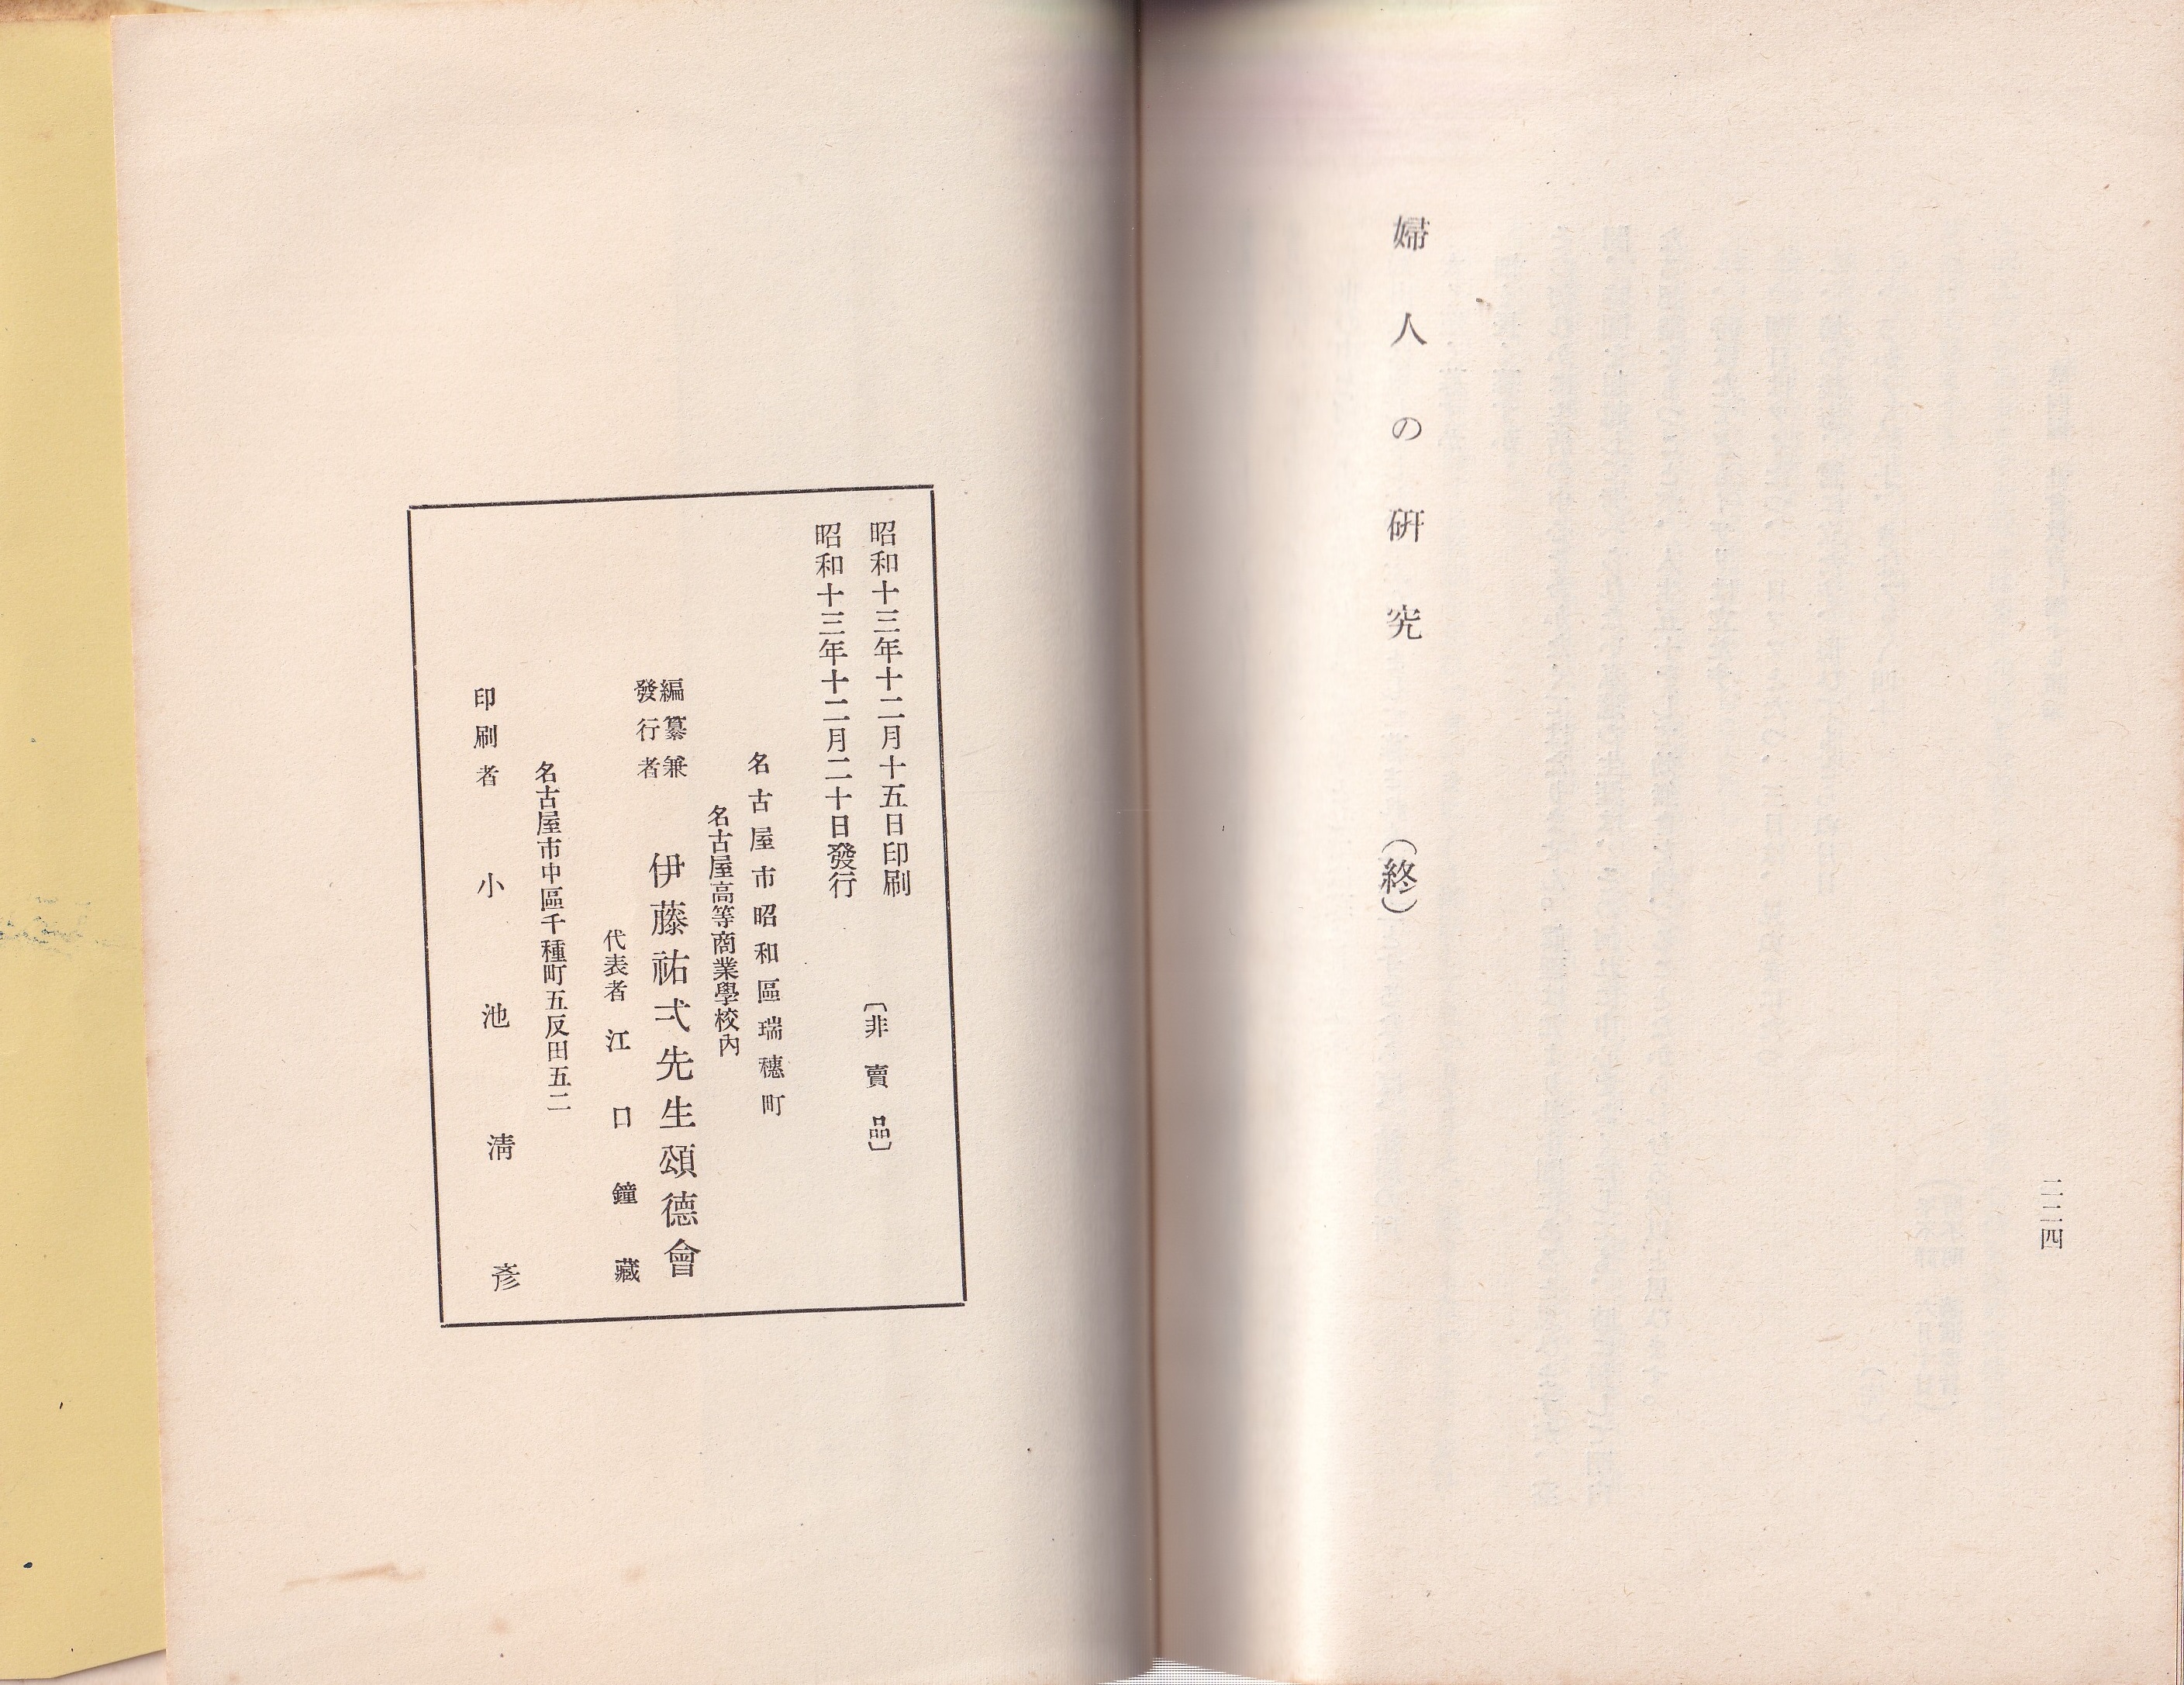 二二四
婦人の研究　（終）
昭和十三年十二月十五日印刷
昭和十三年十二月二十日發行
〔非賣品〕
名古屋市昭和區瑞穗町
名古屋高等商業學校內
編纂兼
發行者
伊藤祐弌先生頌德會
代表者 江口鐘藏
名古屋市中區千種町五反田五二
印刷者 小池淸彥